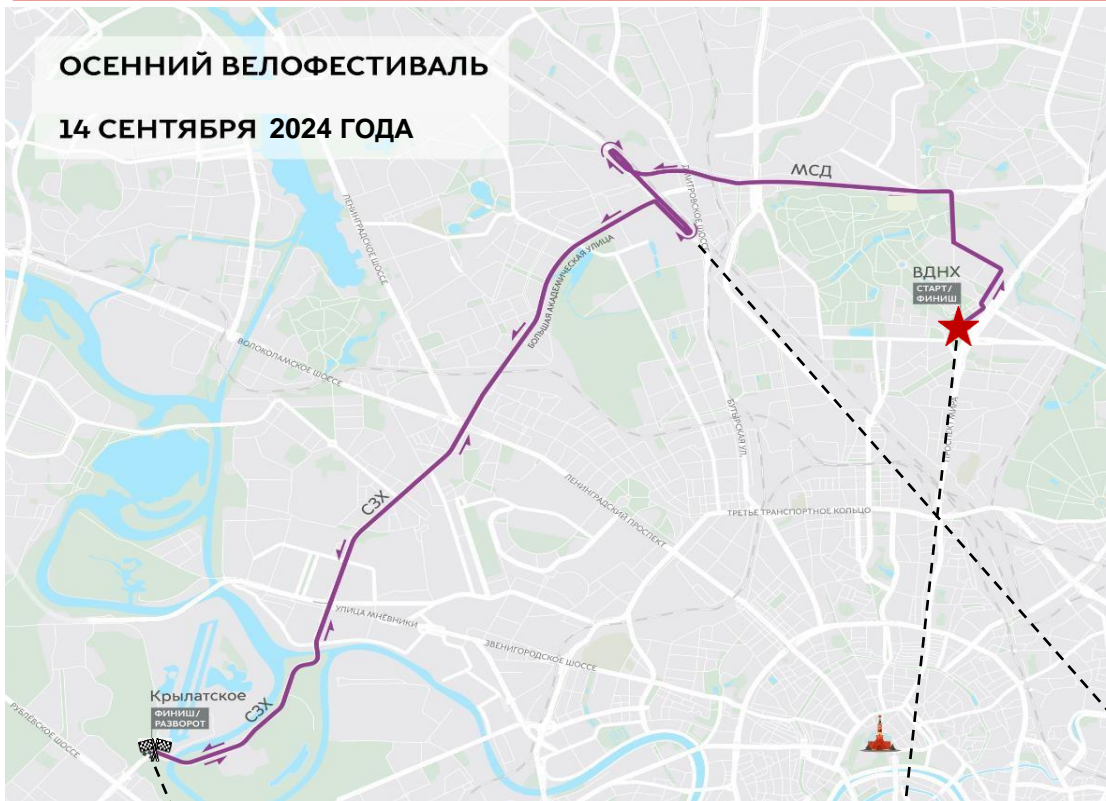 ОСЕННИЙ ВЕЛОФЕСТИВАЛЬ
14 СЕНТЯБРЯ 2024 ГОДА
МСД
ДМИТРОВСКОЕ ШОССЕ
ЛЕНИНГРАДСКОЕ ШОССЕ
БОЛЬШАЯ АКАДЕМИЧЕСКАЯ УЛИЦА
ВДНХ
СТАРТ/
ФИНИШ
ВОЛОКОЛАМСКОЕ ШОССЕ
БУТЫРСКАЯ УЛ.
ПРОСПЕКТ МИРА
СЗХ
ЛЕНИНГРАДСКИЙ ПРОСПЕКТ
ТРЕТЬЕ ТРАНСПОРТНОЕ КОЛЬЦО
УЛИЦА МНЁВНИКИ
ЗВЕНИГОРОДСКОЕ ШОССЕ
Крылатское
ФИНИШ/
РАЗВОРОТ
СЗХ
РУБЛЁВСКОЕ ШОССЕ